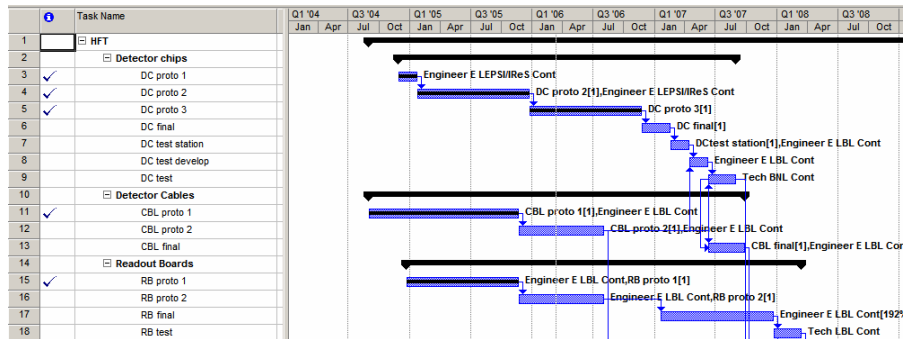 Task Name Q1 '04 Q3 '04 Q1 '05 Q3 '05 Q1 '06 Q3 '06 Q1 '07 Q3 '07 Q1 '08 Q3 '08
Jan Apr Jul Oct Jan Apr Jul Oct Jan Apr Jul Oct Jan Apr Jul Oct Jan Apr Jul Oct
1 HFT
2 Detector chips
3 DC proto 1 Engineer E LEPSI/IReS Cont
4 DC proto 2 DC proto 2[1],Engineer E LEPSI/IReS Cont
5 DC proto 3 DC proto 3[1]
6 DC final DC final[1]
7 DC test station DCtest station[1],Engineer E LBL Cont
8 DC test develop Engineer E LBL Cont
9 DC test Tech BNL Cont
10 Detector Cables
11 CBL proto 1 CBL proto 1[1],Engineer E LBL Cont
12 CBL proto 2 CBL proto 2[1],Engineer E LBL Cont
13 CBL final CBL final[1],Engineer E LBL Cor
14 Readout Boards
15 RB proto 1 Engineer E LBL Cont,RB proto 1[1]
16 RB proto 2 Engineer E LBL Cont,RB proto 2[1]
17 RB final Engineer E LBL Cont[192%
18 RB test Tech LBL Cont